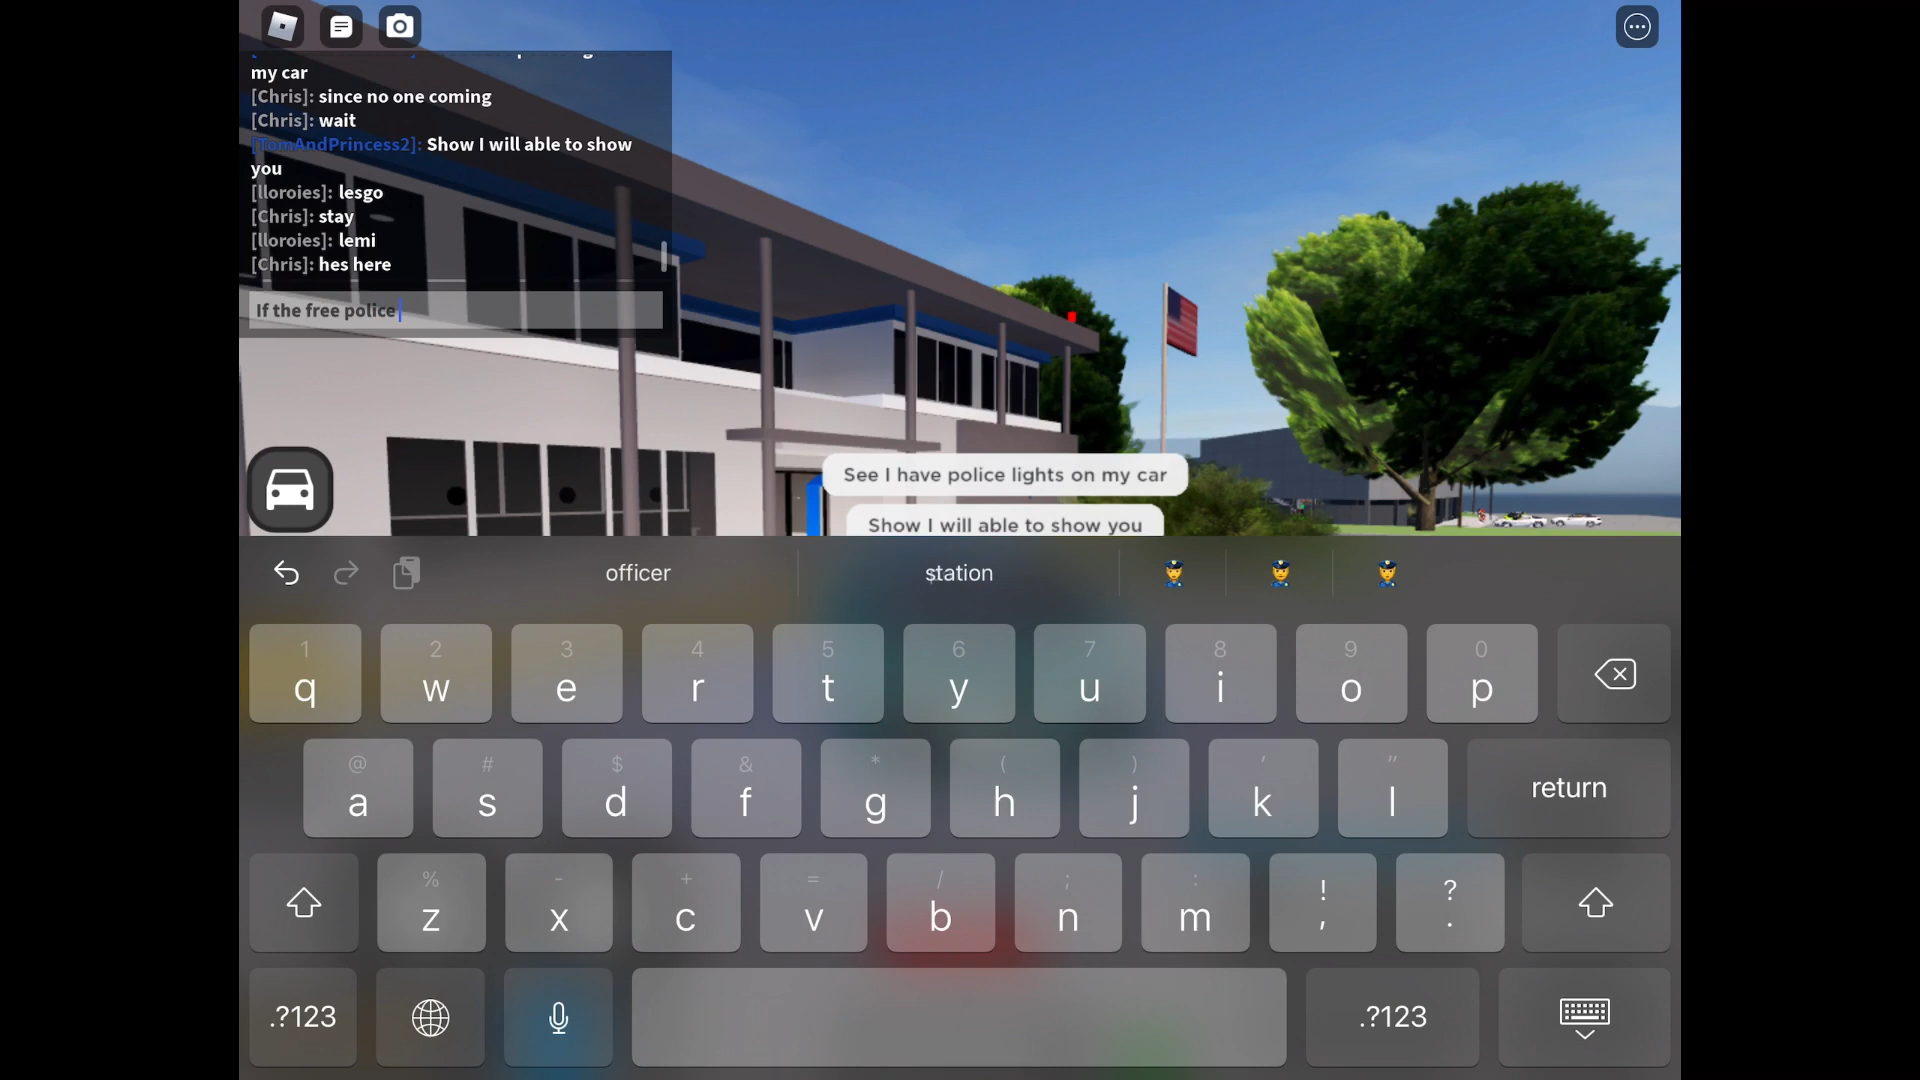 my car
[Chris]: since no one coming
[Chris]: wait
[TomAndPrincess2]: Show I will able to show
you
[lloroies]: lesgo
[Chris]: stay
[lloroies]: lemi
[Chris]: hes here
If the free police
See I have police lights on my car
Show I will able to show you
officer station
1 2 3 4 5 6 7 8 9 0
q w e r t y u i o p
@ # $ & * ( ) ' "
a s d f g h j k l return
% - + = / ; : ! ?
z x c v b n m , .
.?123 .?123